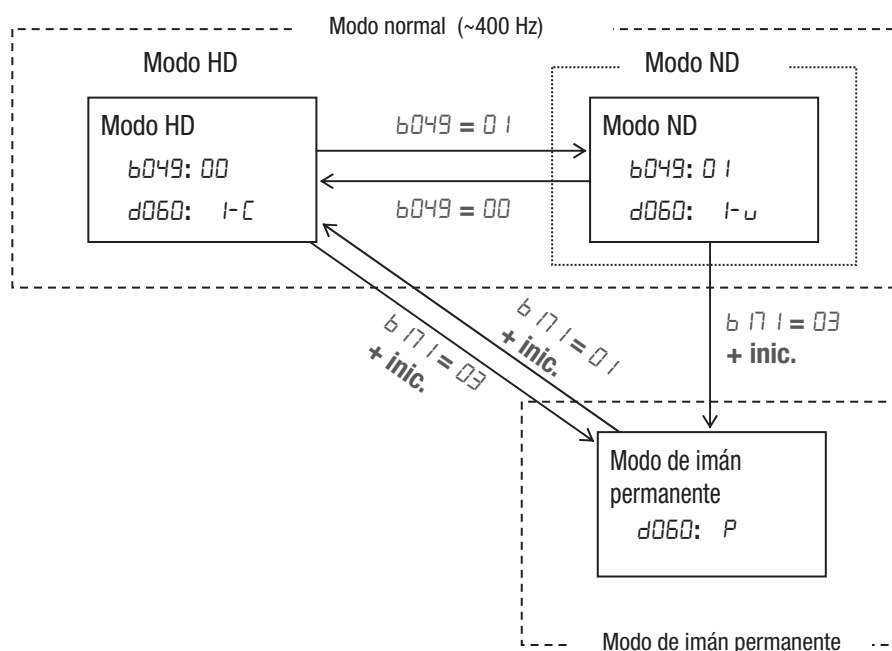 Modo normal (~400 Hz)
Modo HD
Modo ND
Modo HD
b049: 00
d060: I-C
b049 = 01
b049 = 00
Modo ND
b049: 01
d060: I-u
b171 = 03
+ inic.
b171 = 01
+ inic.
b171 = 03
+ inic.
Modo de imán
permanente
d060: P
Modo de imán permanente